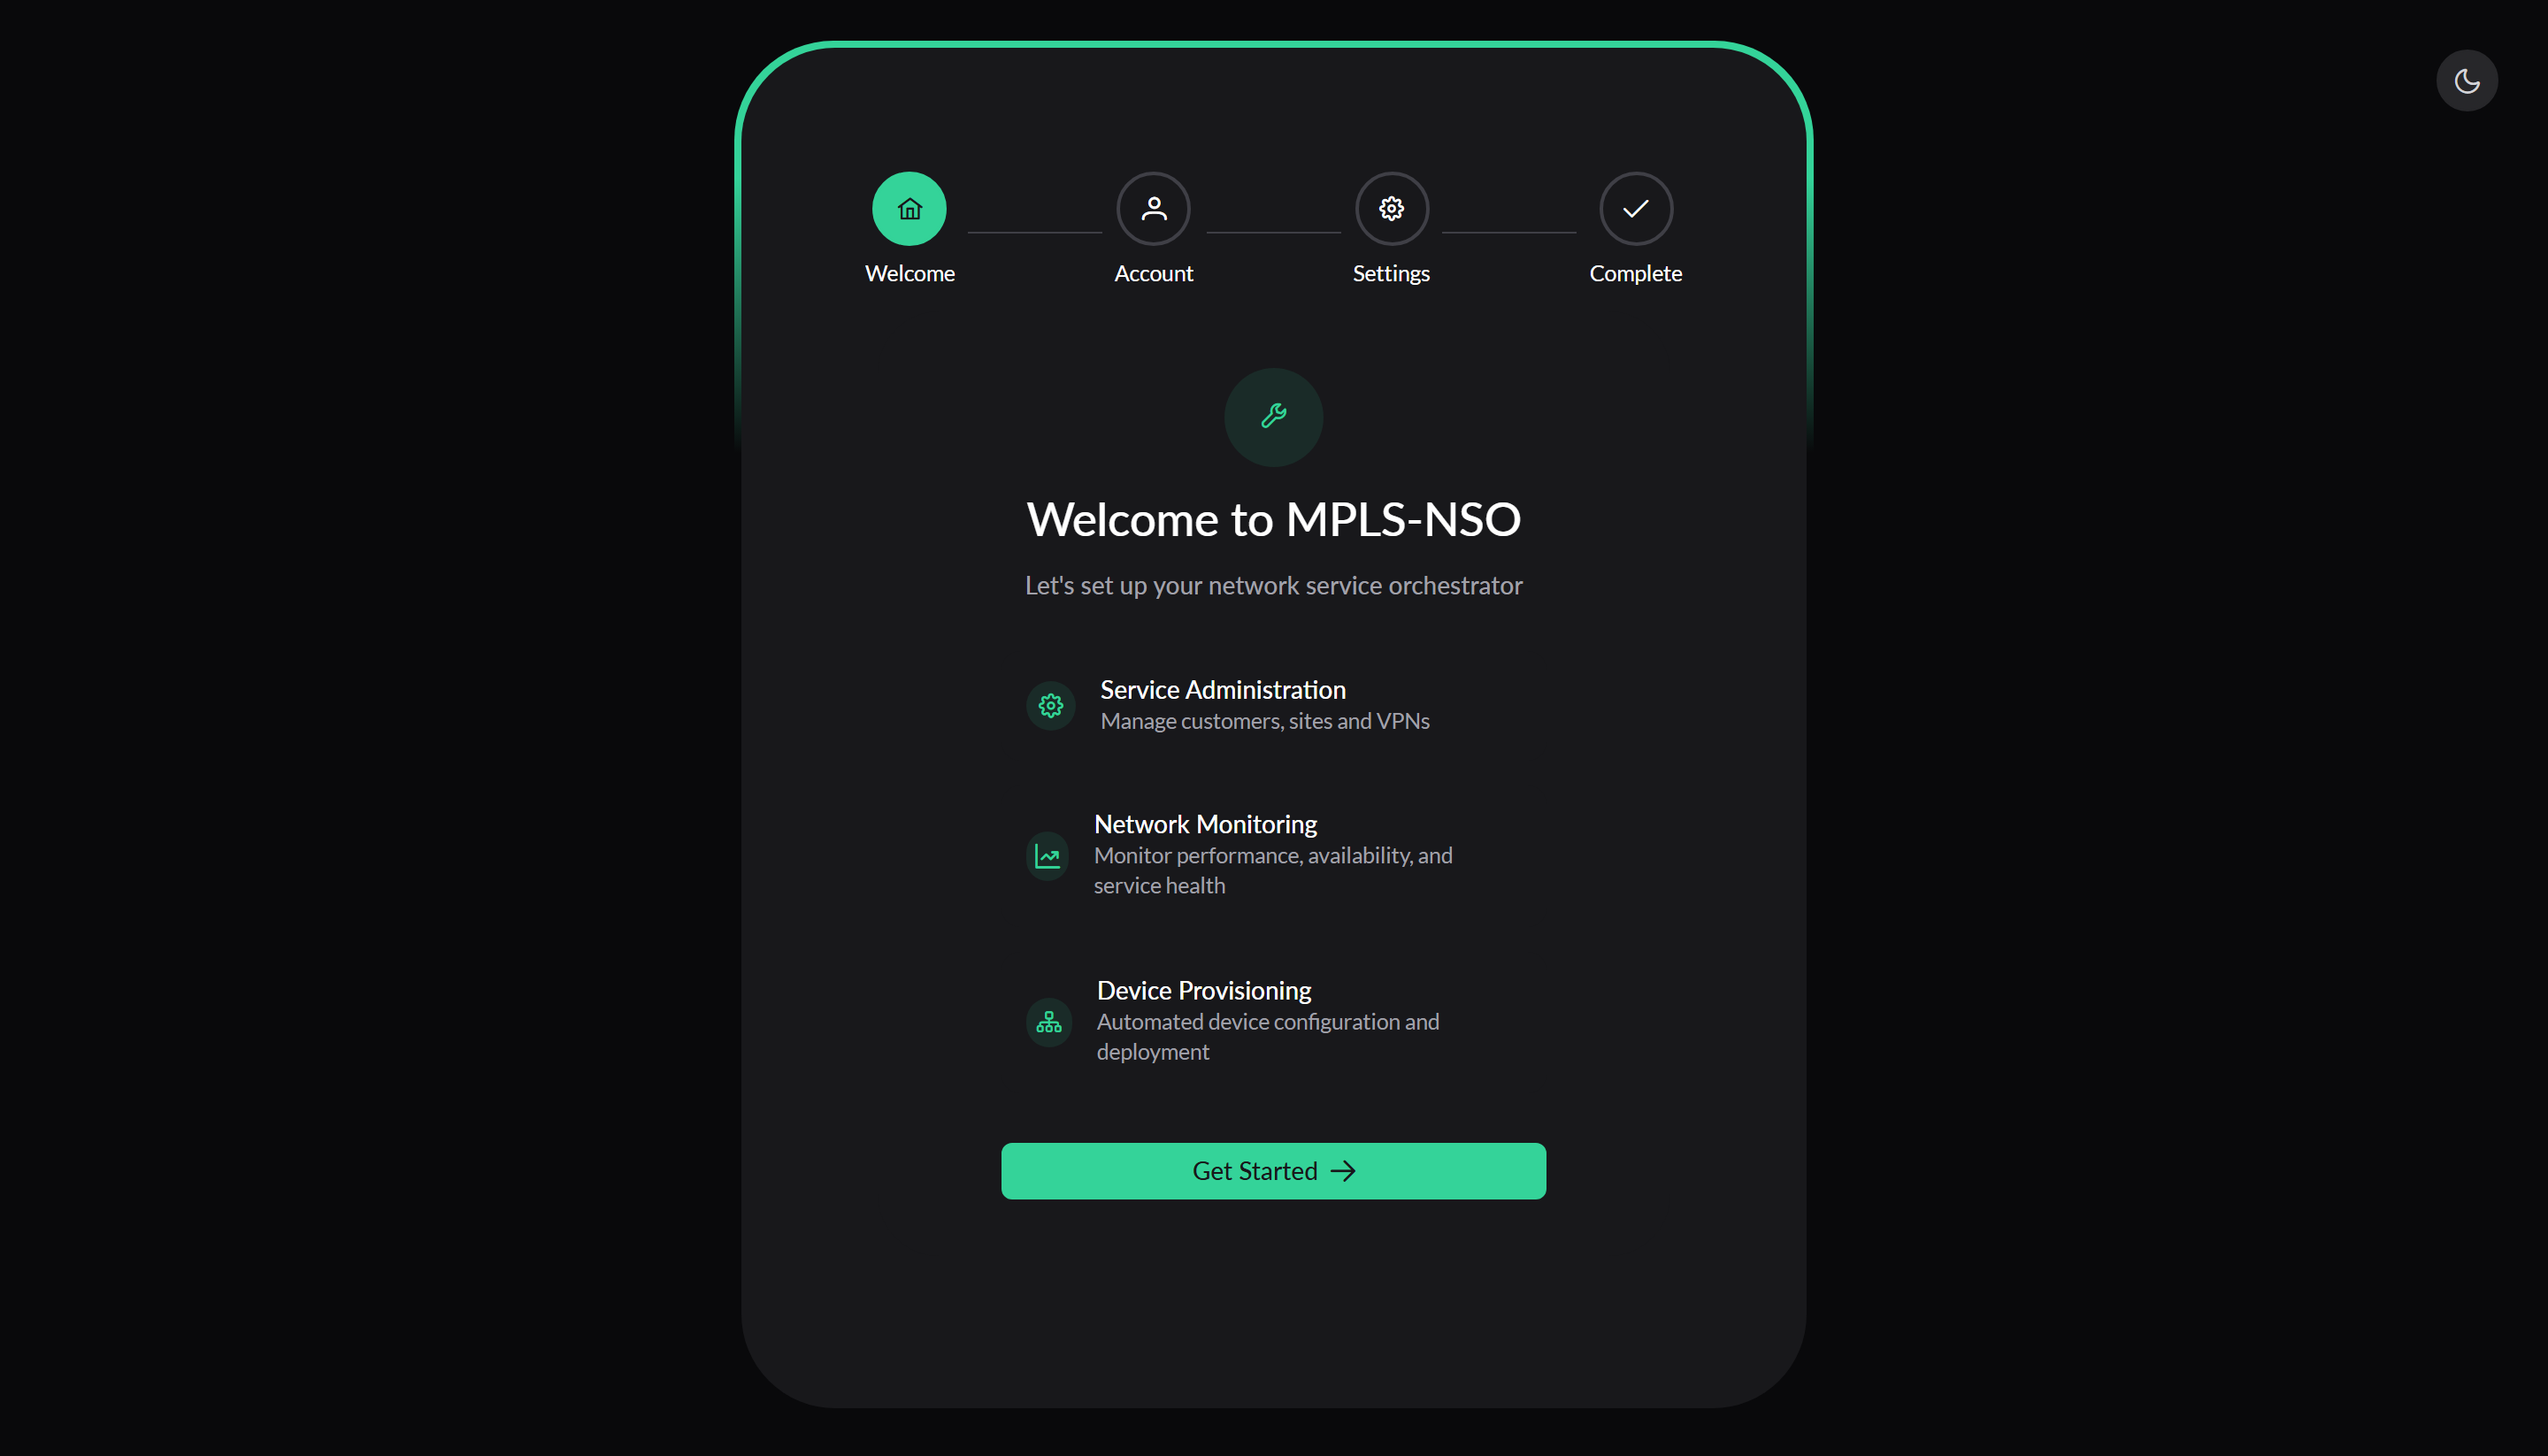 Welcome
Account
Settings
Complete
Welcome to MPLS-NSO
Let's set up your network service orchestrator
Service Administration
Manage customers, sites and VPNs
Network Monitoring
Monitor performance, availability, and
service health
Device Provisioning
Automated device configuration and
deployment
Get Started